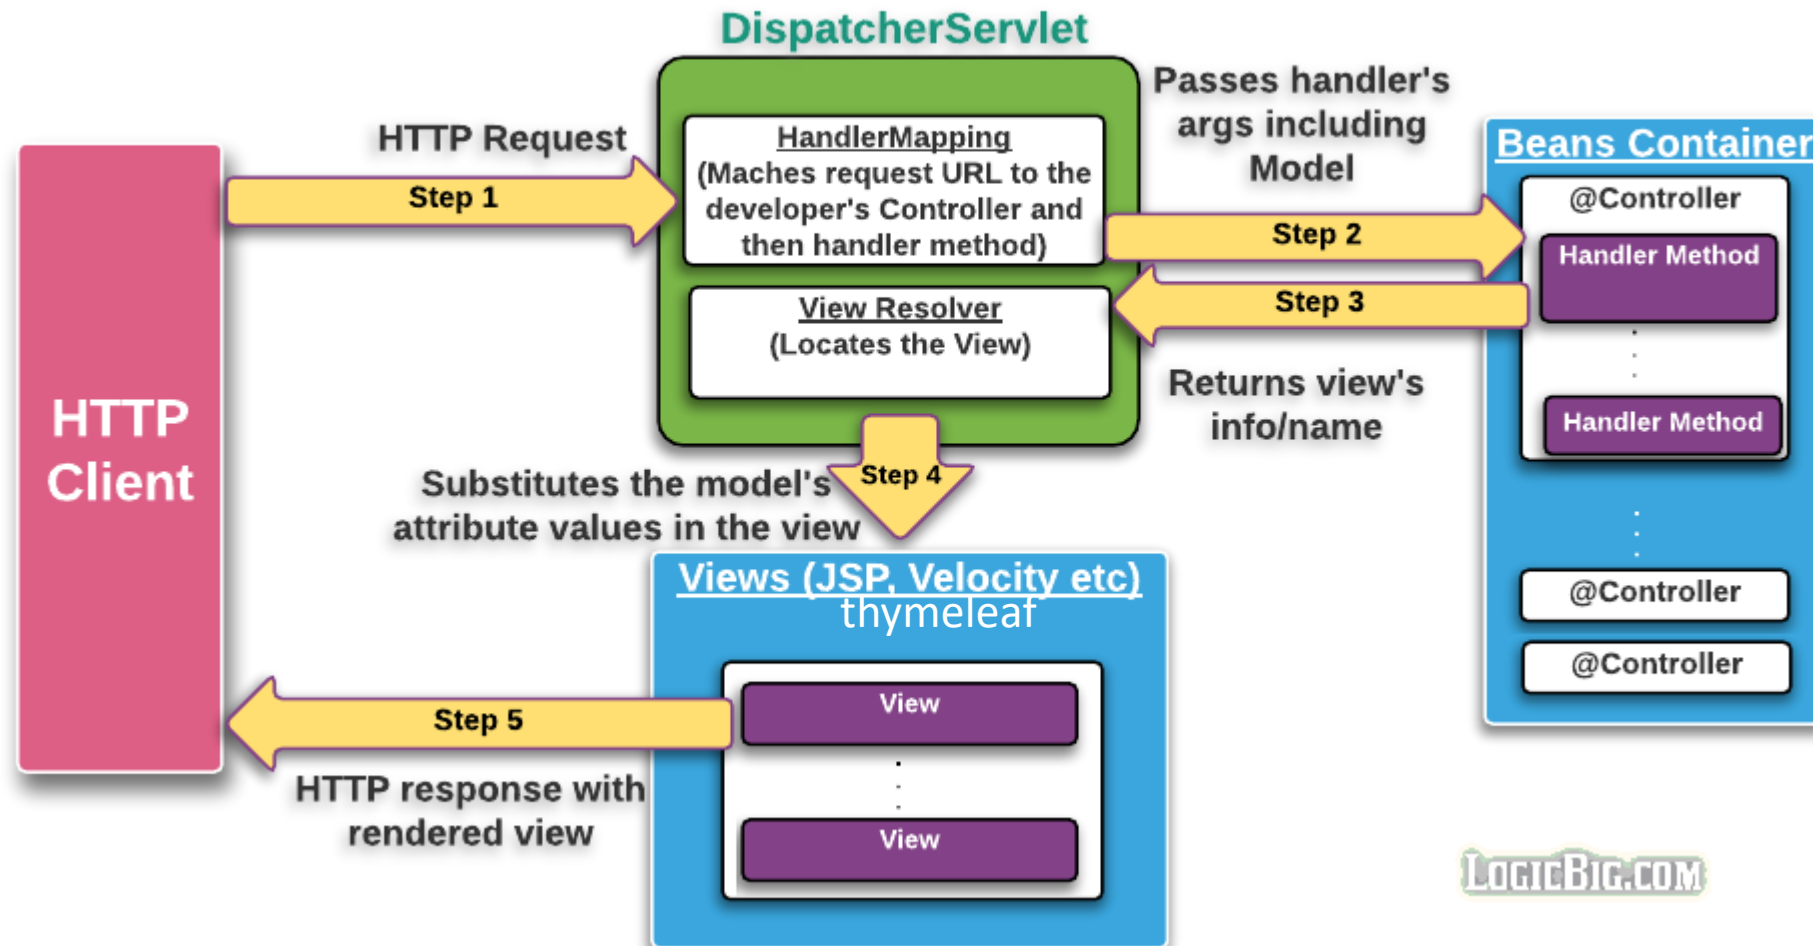 DispatcherServlet
HTTP Request
Step 1
HandlerMapping
(Maches request URL to the
developer's Controller and
then handler method)
View Resolver
(Locates the View)
Passes handler's
args including
Model
Step 2
Step 3
Returns view's
info/name
Beans Container
@Controller
Handler Method
Handler Method
@Controller
@Controller
HTTP
Client
Step 4
Substitutes the model's
attribute values in the view
Views (JSP, Velocity etc)
thymeleaf
View
View
Step 5
HTTP response with
rendered view
LOGICBIG.COM